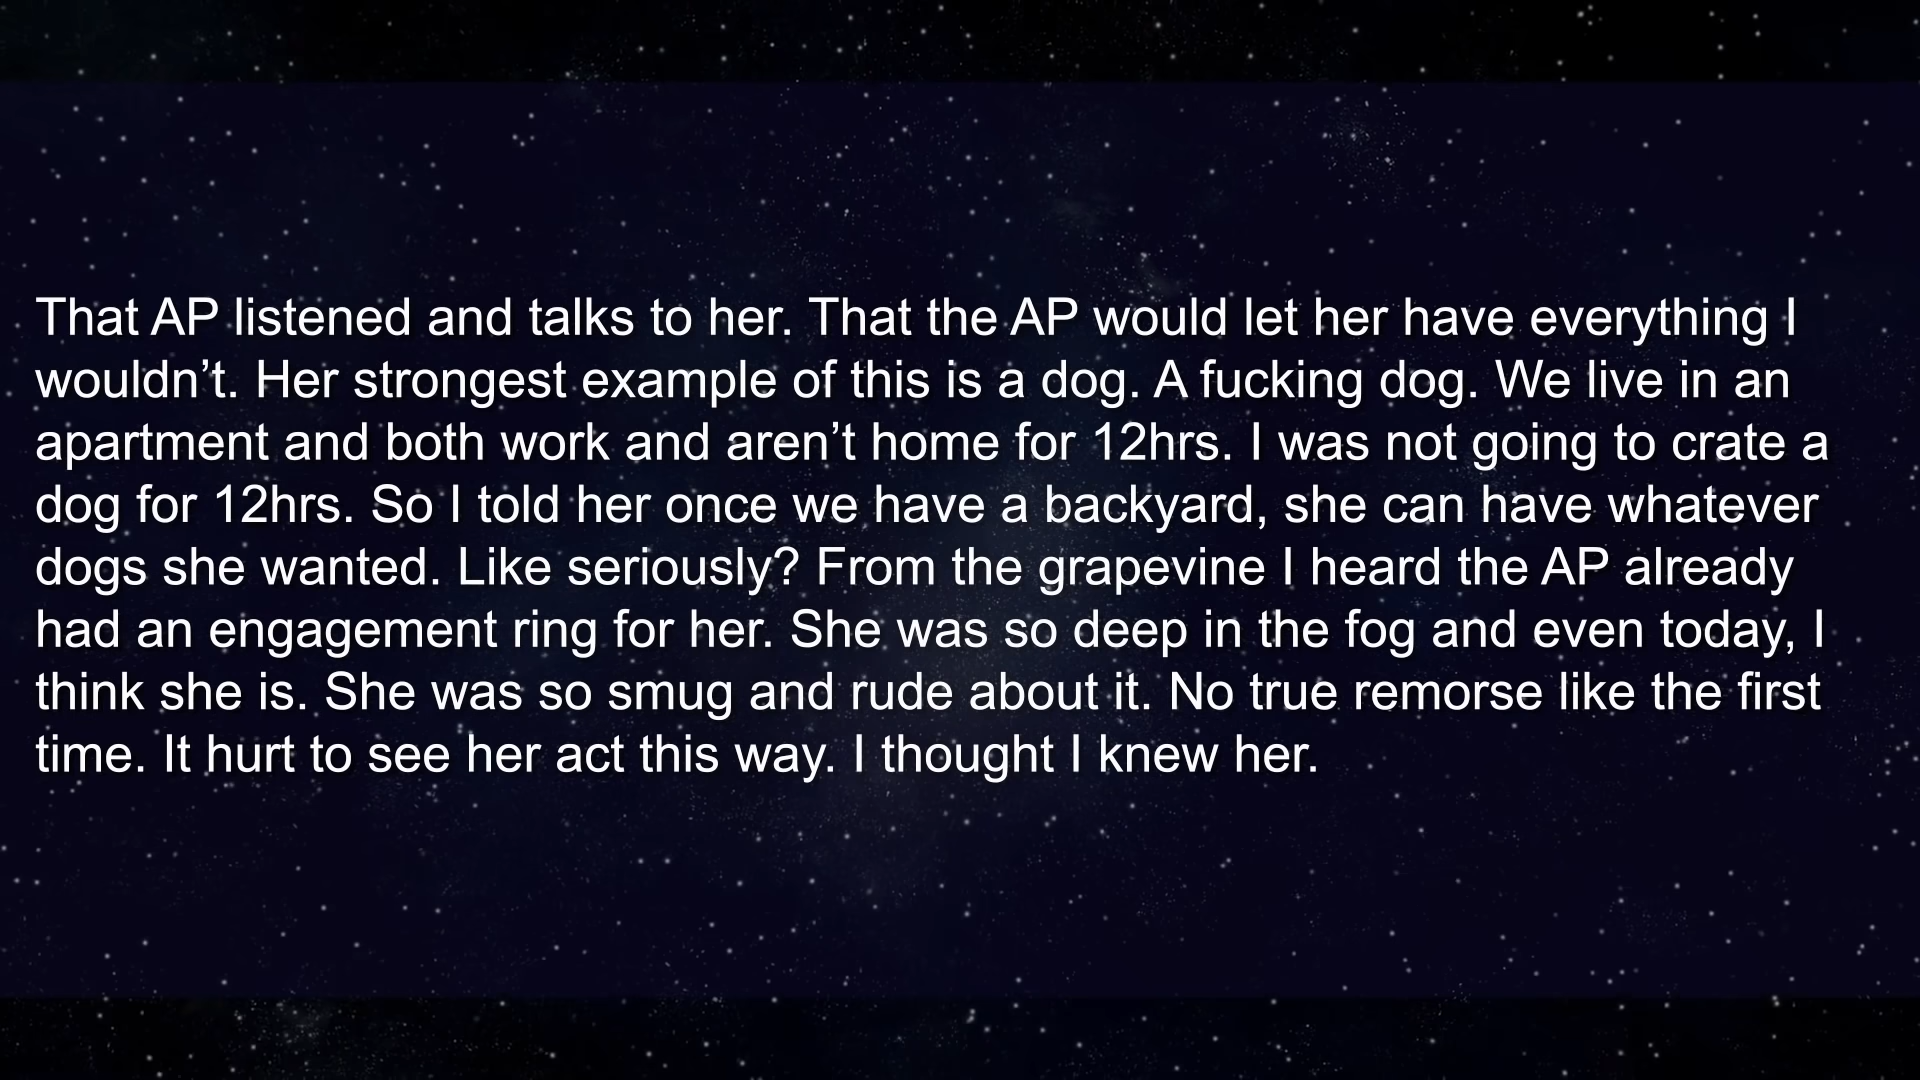 That AP listened and talks to her. That the AP would let her have everything I
wouldn’t. Her strongest example of this is a dog. A fucking dog. We live in an
apartment and both work and aren’t home for 12hrs. I was not going to crate a
dog for 12hrs. So I told her once we have a backyard, she can have whatever
dogs she wanted. Like seriously? From the grapevine I heard the AP already
had an engagement ring for her. She was so deep in the fog and even today, I
think she is. She was so smug and rude about it. No true remorse like the first
time. It hurt to see her act this way. I thought I knew her.